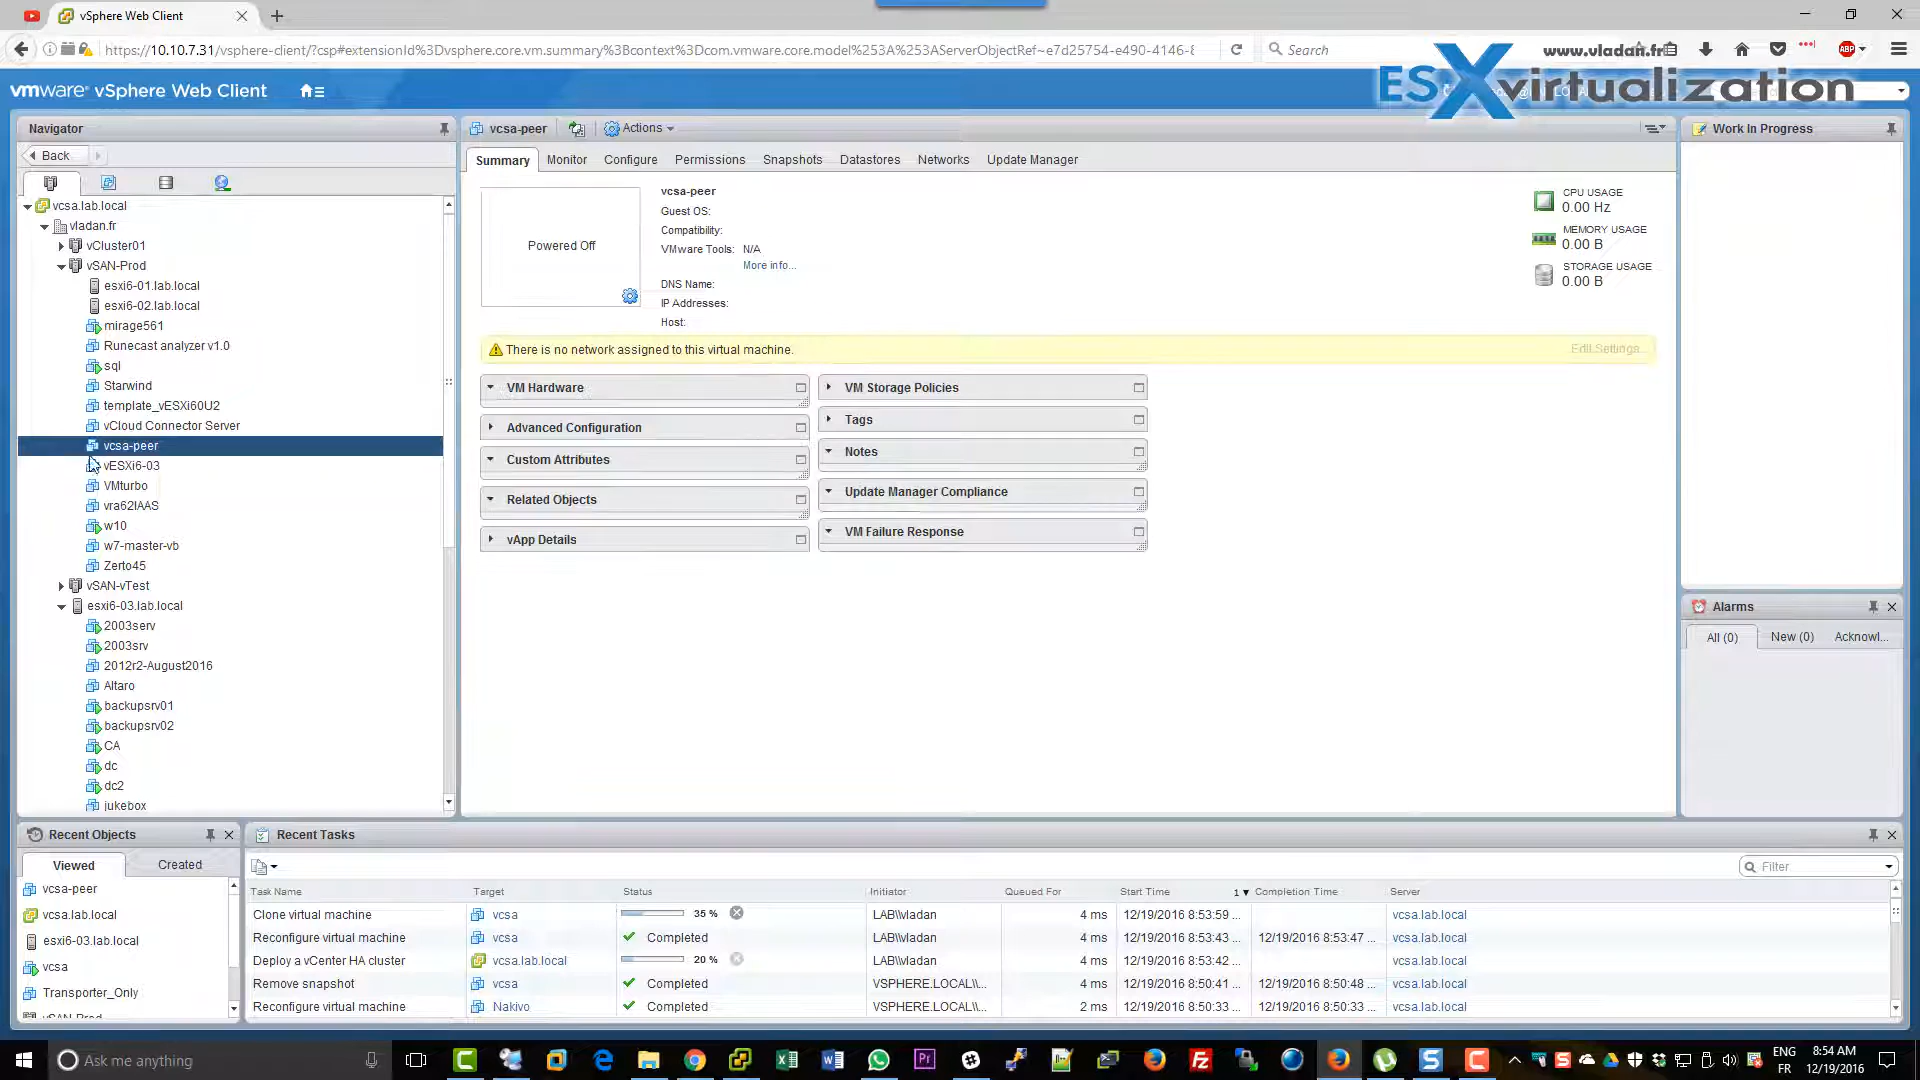 vSphere Web Client
https://10.10.7.31/vsphere-client/?csp#extensionId%3Dvsphere.core.vm.summary%3Bcontext%3Dcom.vmware.core.model%253A%253AServerObjectRef~e7d25754-e490-4146-8
Search
www.vladan.fr
ABP
vmware® vSphere Web Client
ESXvirtualization
Navigator
Back
vcsa.lab.local
vladan.fr
vCluster01
vSAN-Prod
esxi6-01.lab.local
esxi6-02.lab.local
mirage561
Runecast analyzer v1.0
sql
Starwind
template_vESXi60U2
vCloud Connector Server
vcsa-peer
vESXi6-03
VMturbo
vra62IAAS
w10
w7-master-vb
Zerto45
vSAN-vTest
esxi6-03.lab.local
2003serv
2003srv
2012r2-August2016
Altaro
backupsrv01
backupsrv02
CA
dc
dc2
jukebox
vcsa-peer Actions
Summary Monitor Configure Permissions Snapshots Datastores Networks Update Manager
Powered Off
vcsa-peer
Guest OS:
Compatibility:
VMware Tools: N/A
More info...
DNS Name:
IP Addresses:
Host:
CPU USAGE
0.00 Hz
MEMORY USAGE
0.00 B
STORAGE USAGE
0.00 B
There is no network assigned to this virtual machine. Edit Settings...
VM Hardware
Advanced Configuration
Custom Attributes
Related Objects
vApp Details
VM Storage Policies
Tags
Notes
Update Manager Compliance
VM Failure Response
Work In Progress
Alarms
All (0) New (0) Acknowl...
Recent Objects
Viewed Created
vcsa-peer
vcsa.lab.local
esxi6-03.lab.local
vcsa
Transporter_Only
vSAN-Prod
Recent Tasks
Filter
Task Name Target Status Initiator Queued For Start Time 1 Completion Time Server
Clone virtual machine vcsa 35 % LAB\\vladan 4 ms 12/19/2016 8:53:59 ... vcsa.lab.local
Reconfigure virtual machine vcsa Completed LAB\\vladan 4 ms 12/19/2016 8:53:43 ... 12/19/2016 8:53:47 ... vcsa.lab.local
Deploy a vCenter HA cluster vcsa.lab.local 20 % LAB\\vladan 4 ms 12/19/2016 8:53:42 ... vcsa.lab.local
Remove snapshot vcsa Completed VSPHERE.LOCAL\\... 4 ms 12/19/2016 8:50:41 ... 12/19/2016 8:50:48 ... vcsa.lab.local
Reconfigure virtual machine Nakivo Completed VSPHERE.LOCAL\\... 2 ms 12/19/2016 8:50:33 ... 12/19/2016 8:50:33 ... vcsa.lab.local
Ask me anything
ENG
FR
8:54 AM
12/19/2016